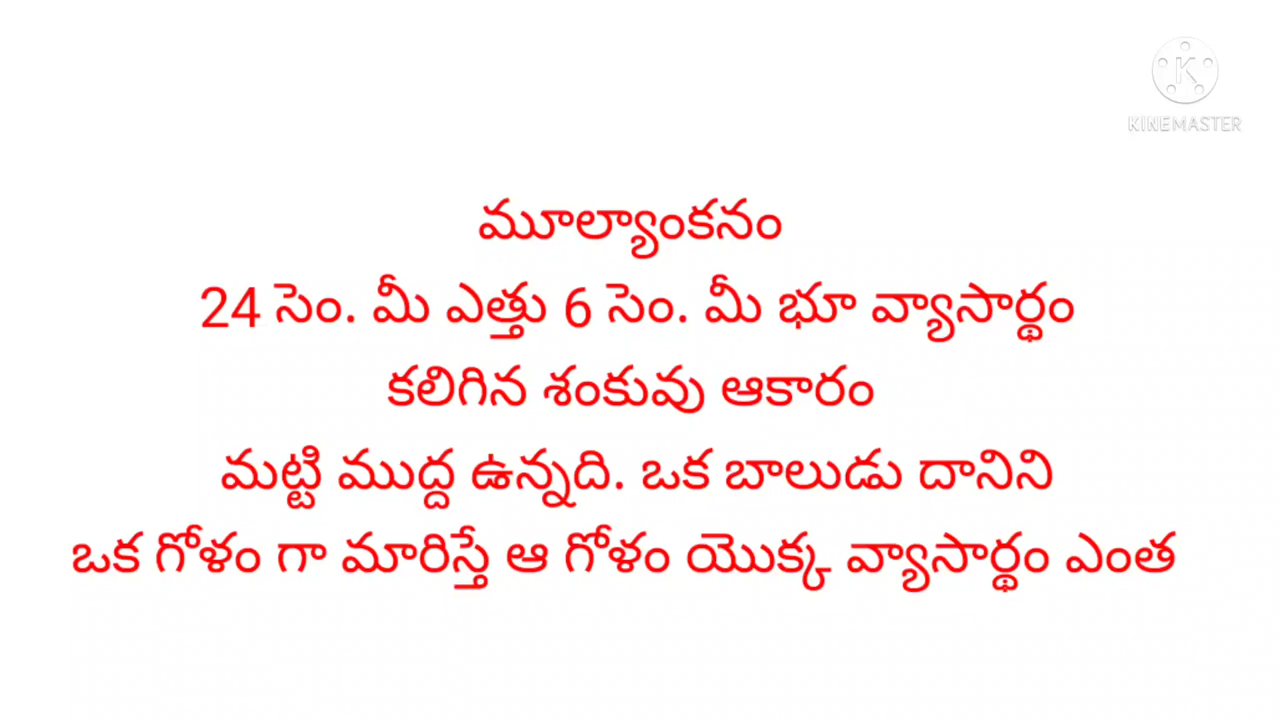 KINEMASTER
మూల్యాంకనం
24 సెం. మీ ఎత్తు 6 సెం. మీ భూ వ్యాసార్థం
కలిగిన శంకువు ఆకారం
మట్టి ముద్ద ఉన్నది. ఒక బాలుడు దానిని
ఒక గోళం గా మారిస్తే ఆ గోళం యొక్క వ్యాసార్థం ఎంత